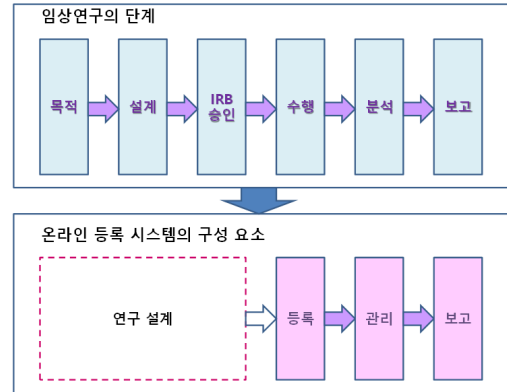 임상연구의 단계
목적
설계
IRB
승인
수행
분석
보고
온라인 등록 시스템의 구성 요소
연구 설계
등록
관리
보고